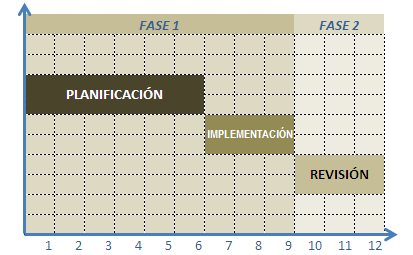 FASE 1 FASE 2
PLANIFICACIÓN
IMPLEMENTACIÓN
REVISIÓN
1 2 3 4 5 6 7 8 9 10 11 12